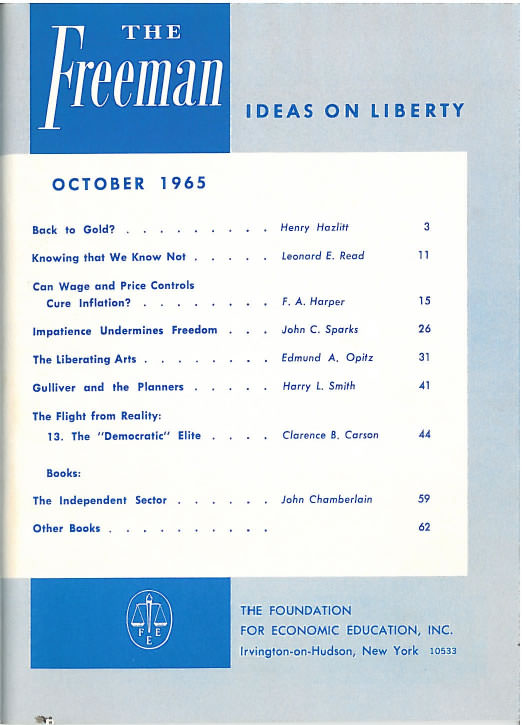 THE
Freeman
IDEAS ON LIBERTY
OCTOBER 1965
Back to Gold? . . . . . . . . . Henry Hazlitt 3
Knowing that We Know Not . . . . . Leonard E. Read 11
Can Wage and Price Controls
Cure Inflation? . . . . . . . . F. A. Harper 15
Impatience Undermines Freedom . . . John C. Sparks 26
The Liberating Arts . . . . . . . . Edmund A. Opitz 31
Gulliver and the Planners . . . . . Harry L. Smith 41
The Flight from Reality:
13. The "Democratic" Elite . . . . Clarence B. Carson 44
Books:
The Independent Sector . . . . . . John Chamberlain 59
Other Books . . . . . . . . . . 62
F E E
THE FOUNDATION
FOR ECONOMIC EDUCATION, INC.
Irvington-on-Hudson, New York 10533